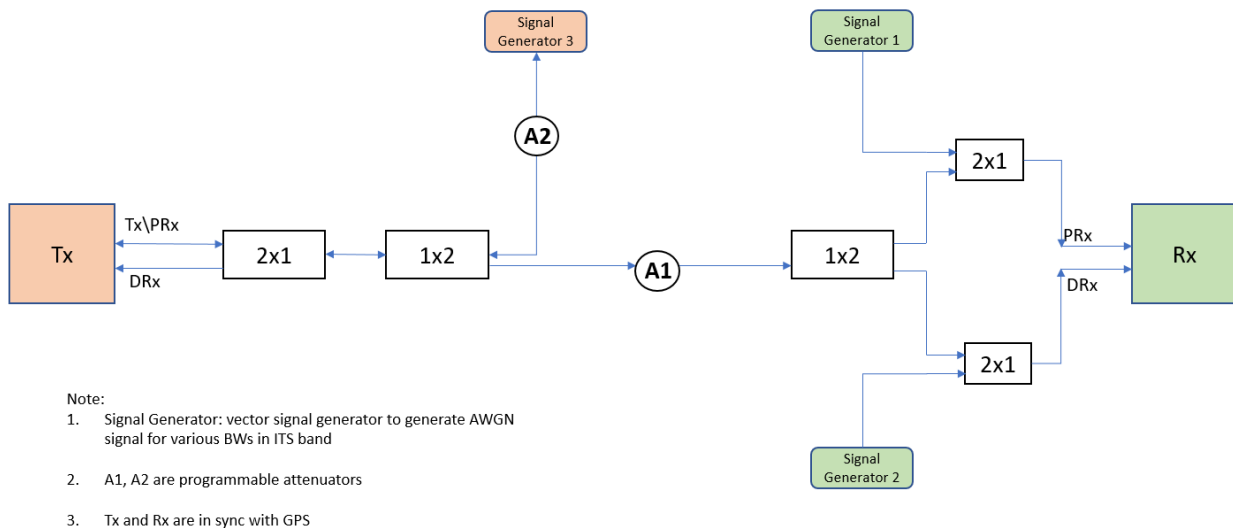 Signal
Generator 3
Signal
Generator 1
A2
2x1
Tx
Tx\PRx
DRx
2x1
1x2
A1
1x2
PRx
DRx
Rx
2x1
Signal
Generator 2
Note:
1. Signal Generator: vector signal generator to generate AWGN
signal for various BWs in ITS band
2. A1, A2 are programmable attenuators
3. Tx and Rx are in sync with GPS